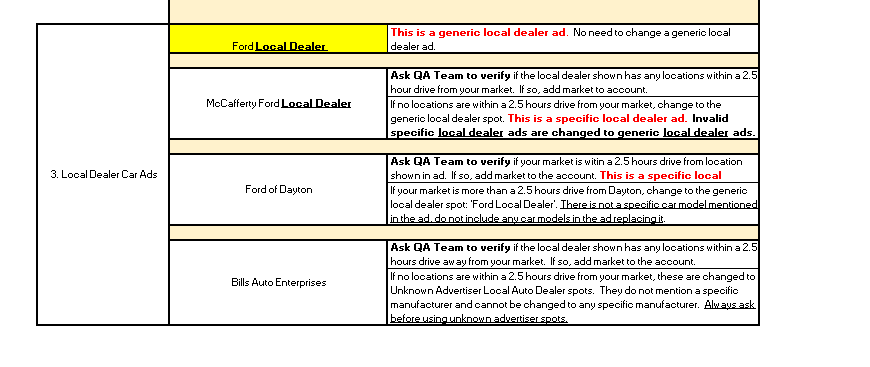 This is a generic local dealer ad. No need to change a generic local
dealer ad.
Ford Local Dealer
Ask QA Team to verify if the local dealer shown has any locations within a 2.5
hour drive from your market. If so, add market to account.
McCafferty Ford Local Dealer
If no locations are within a 2.5 hours drive from your market, change to the
generic local dealer spot. This is a specific local dealer ad. Invalid
specific local dealer ads are changed to generic local dealer ads.
3. Local Dealer Car Ads
Ask QA Team to verify if your market is witin a 2.5 hours drive from location
shown in ad. If so, add market to the account. This is a specific local
Ford of Dayton
If your market is more than a 2.5 hours drive from Dayton, change to the generic
local dealer spot: 'Ford Local Dealer'. There is not a specific car model mentioned
in the ad, do not include any car models in the ad replacing it.
Ask QA Team to verify if the local dealer shown has any locations within a 2.5
hours drive away from your market. If so, add market to the account.
Bills Auto Enterprises
If no locations are within a 2.5 hours drive from your market, these are changed to
Unknown Advertiser Local Auto Dealer spots. They do not mention a specific
manufacturer and cannot be changed to any specific manufacturer. Always ask
before using unknown advertiser spots.